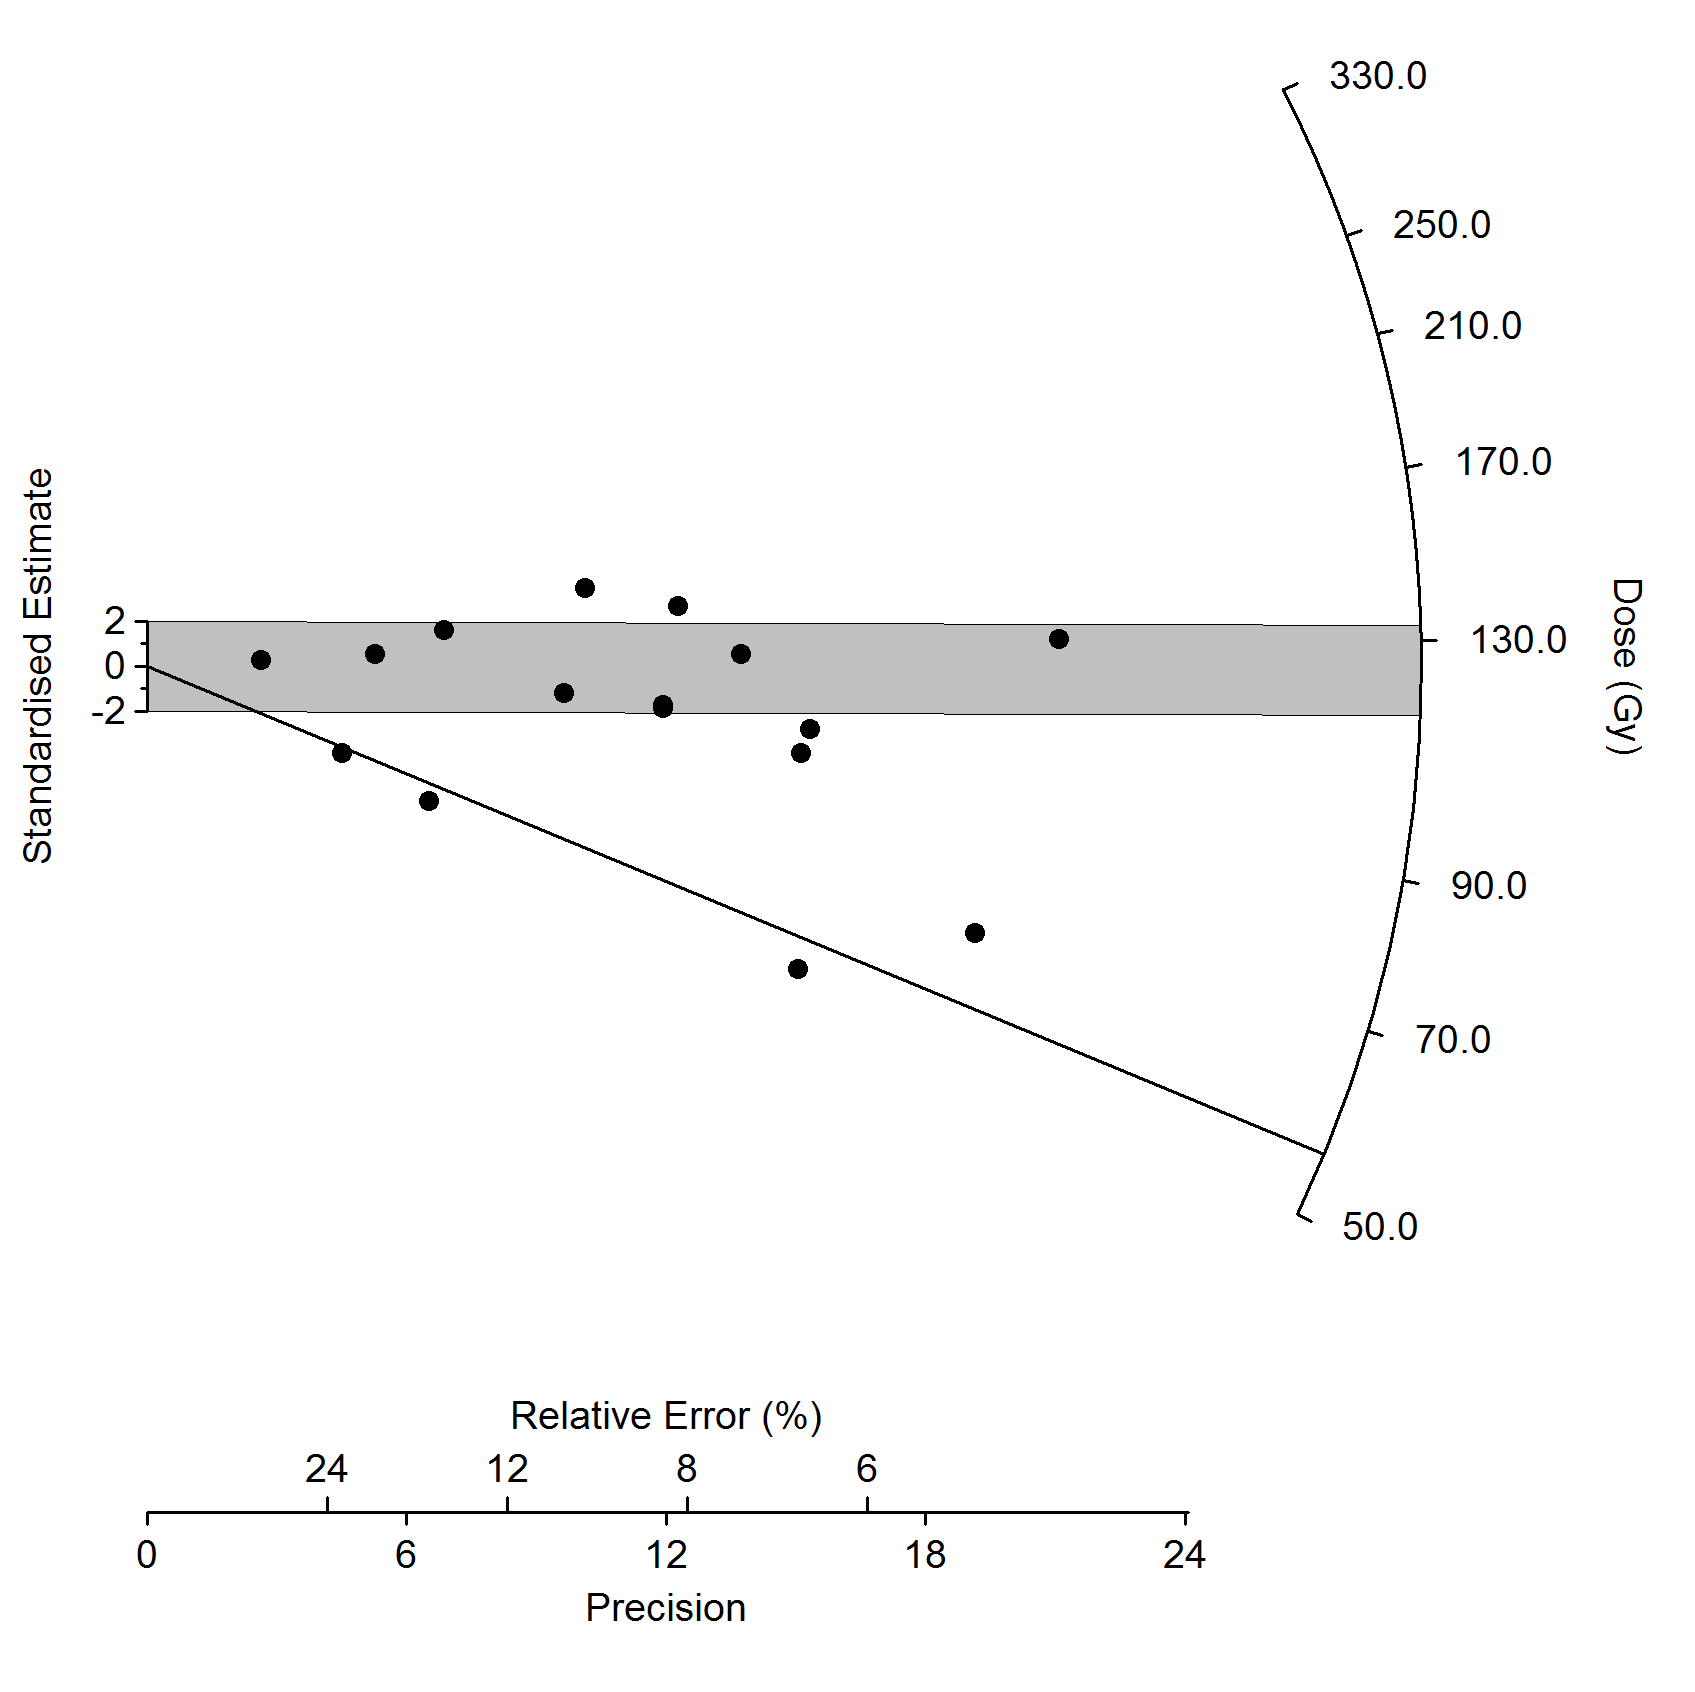 330.0
250.0
210.0
170.0
130.0
90.0
70.0
50.0
Dose (Gy)
Standardised Estimate
2
0
-2
Relative Error (%)
24 12 8 6
0 6 12 18 24
Precision